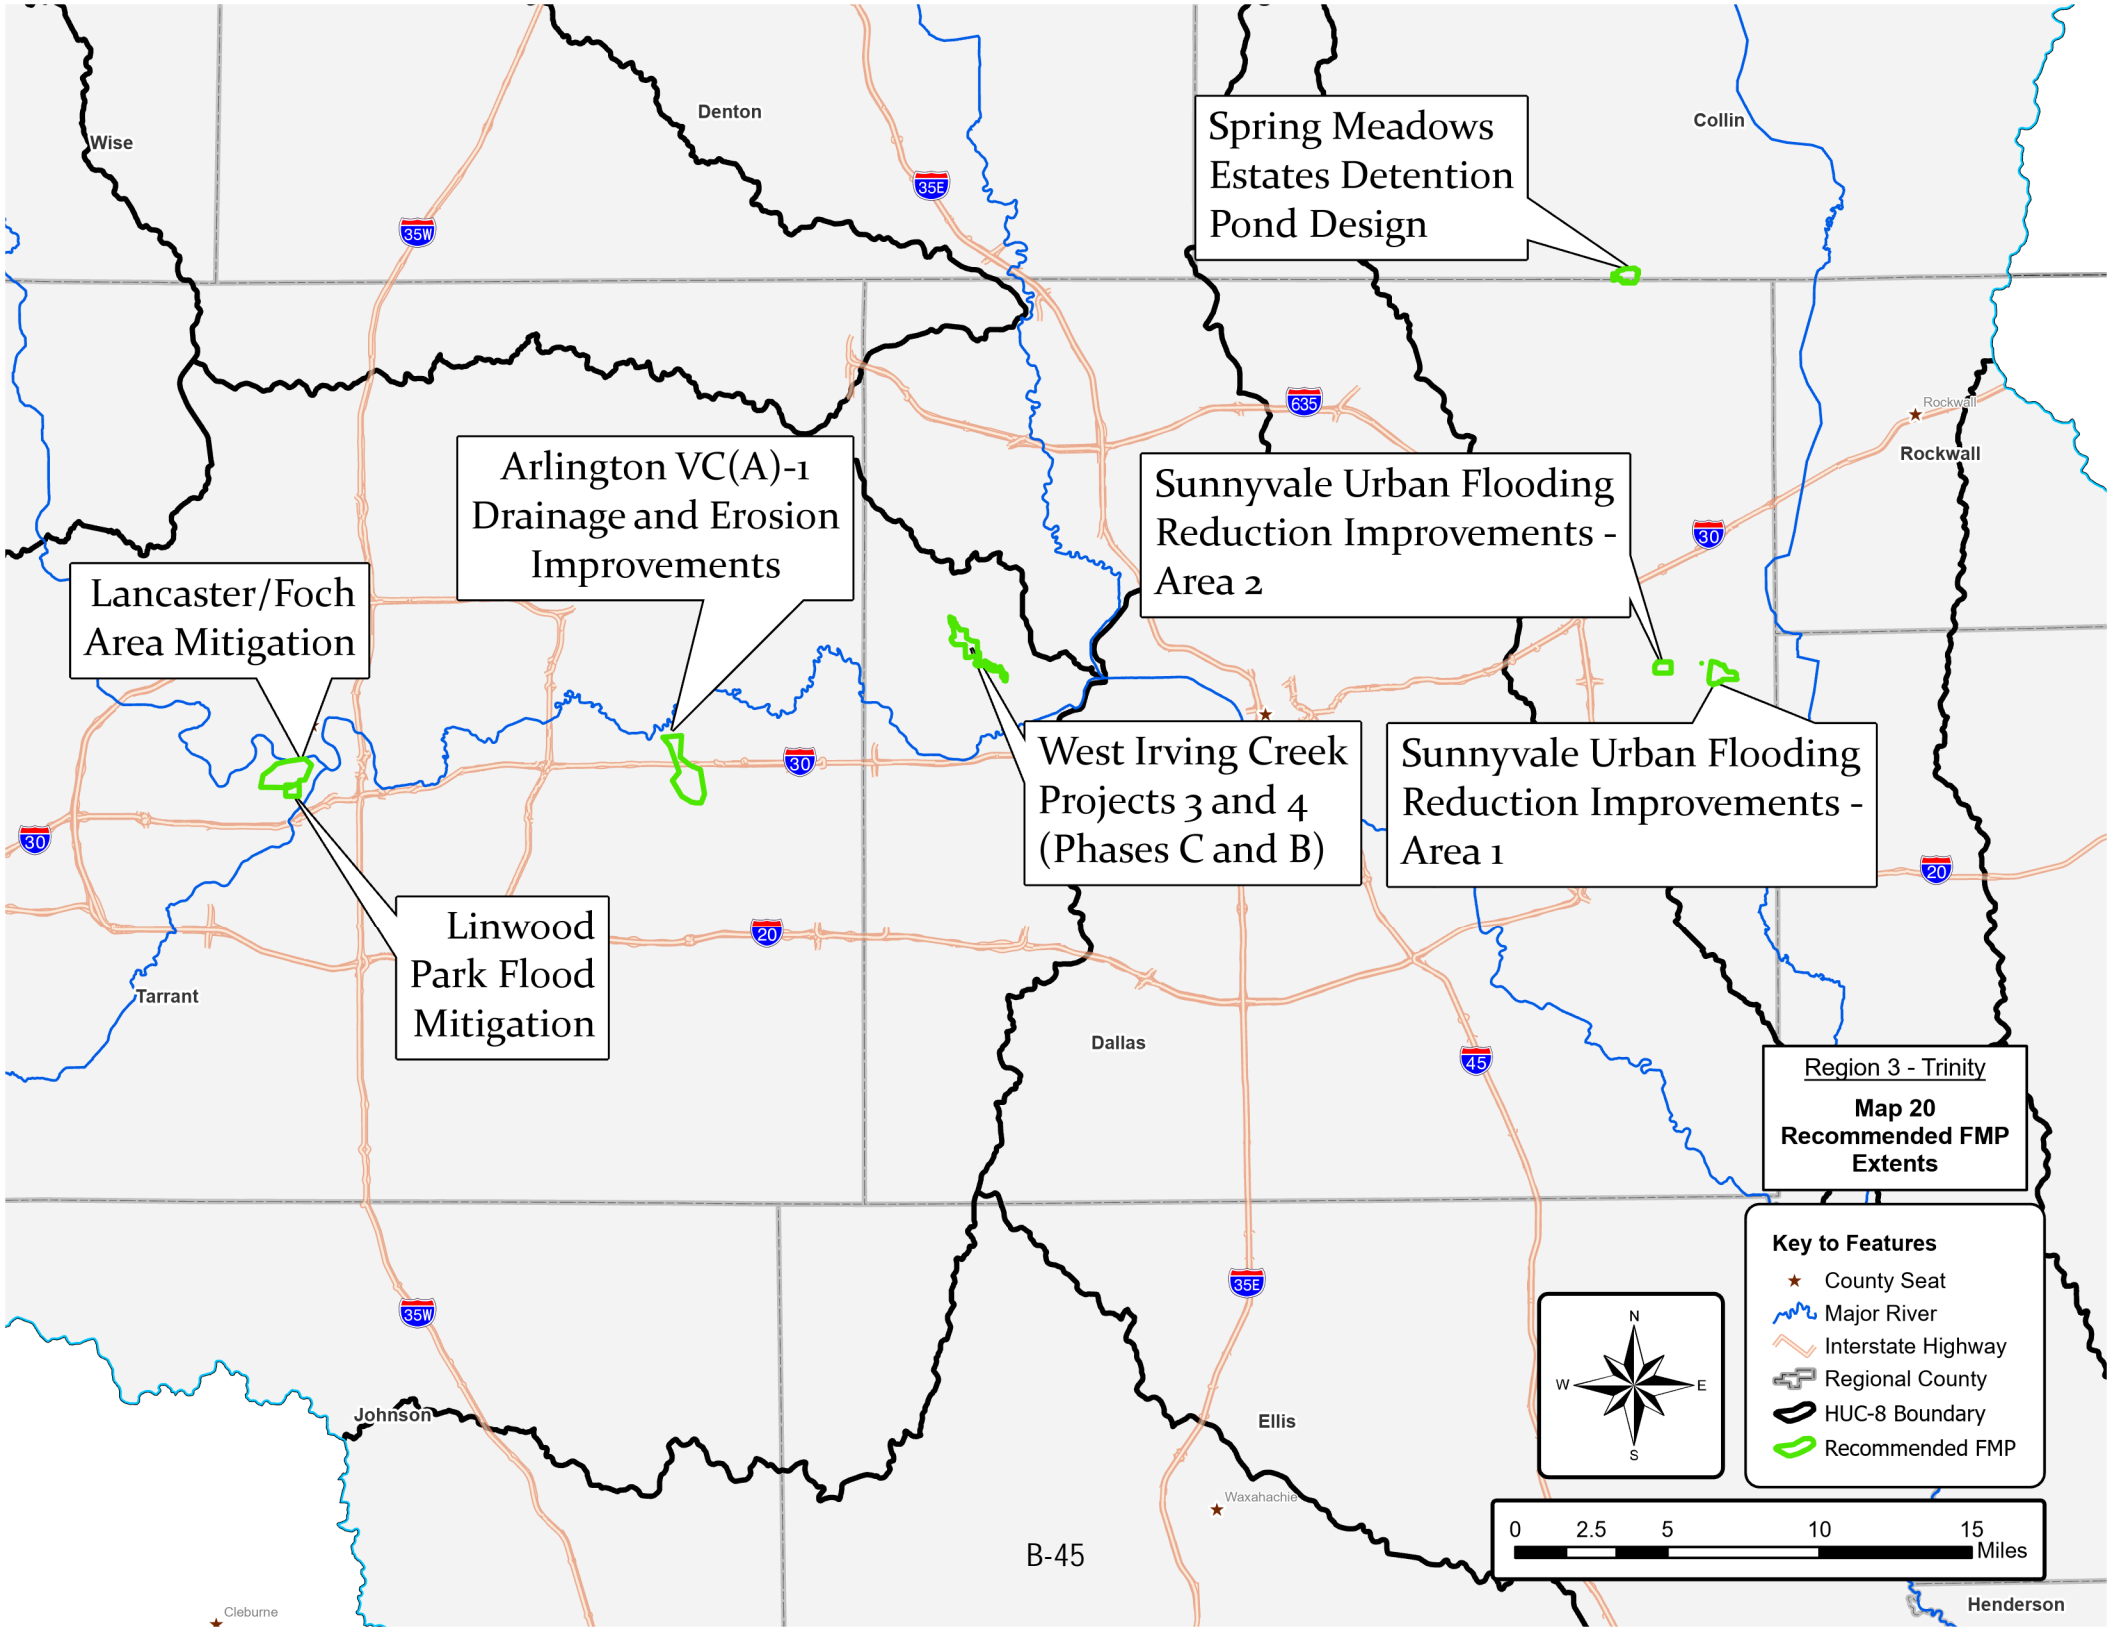 Denton
Collin
Wise
Spring Meadows
Estates Detention
Pond Design
35E
35W
635
Rockwall
Rockwall
Arlington VC(A)-1
Drainage and Erosion
Improvements
Sunnyvale Urban Flooding
Reduction Improvements -
Area 2
30
Lancaster/Foch
Area Mitigation
West Irving Creek
Projects 3 and 4
(Phases C and B)
Sunnyvale Urban Flooding
Reduction Improvements -
Area 1
30
30
20
Linwood
Park Flood
Mitigation
20
Tarrant
Dallas
45
Region 3 - Trinity
Map 20
Recommended FMP
Extents
35E
35W
Key to Features
County Seat
Major River
Interstate Highway
Regional County
HUC-8 Boundary
Recommended FMP
N
W
E
S
Johnson
Ellis
Waxahachie
0 2.5 5 10 15
Miles
B-45
Cleburne
Henderson